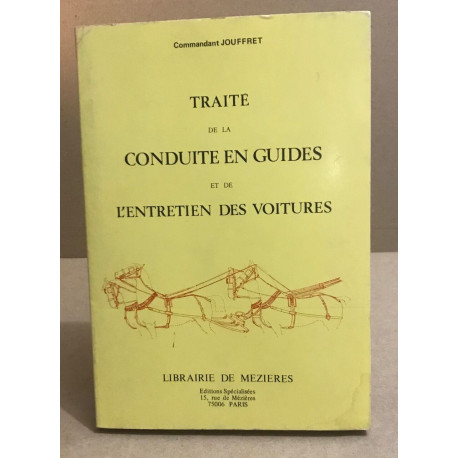 Commandant JOUFFRET
TRAITE
DE LA
CONDUITE EN GUIDES
ET DE
L'ENTRETIEN DES VOITURES
LIBRAIRIE DE MEZIERES
Editions Spécialisées
15, rue de Mézières
75006 PARIS